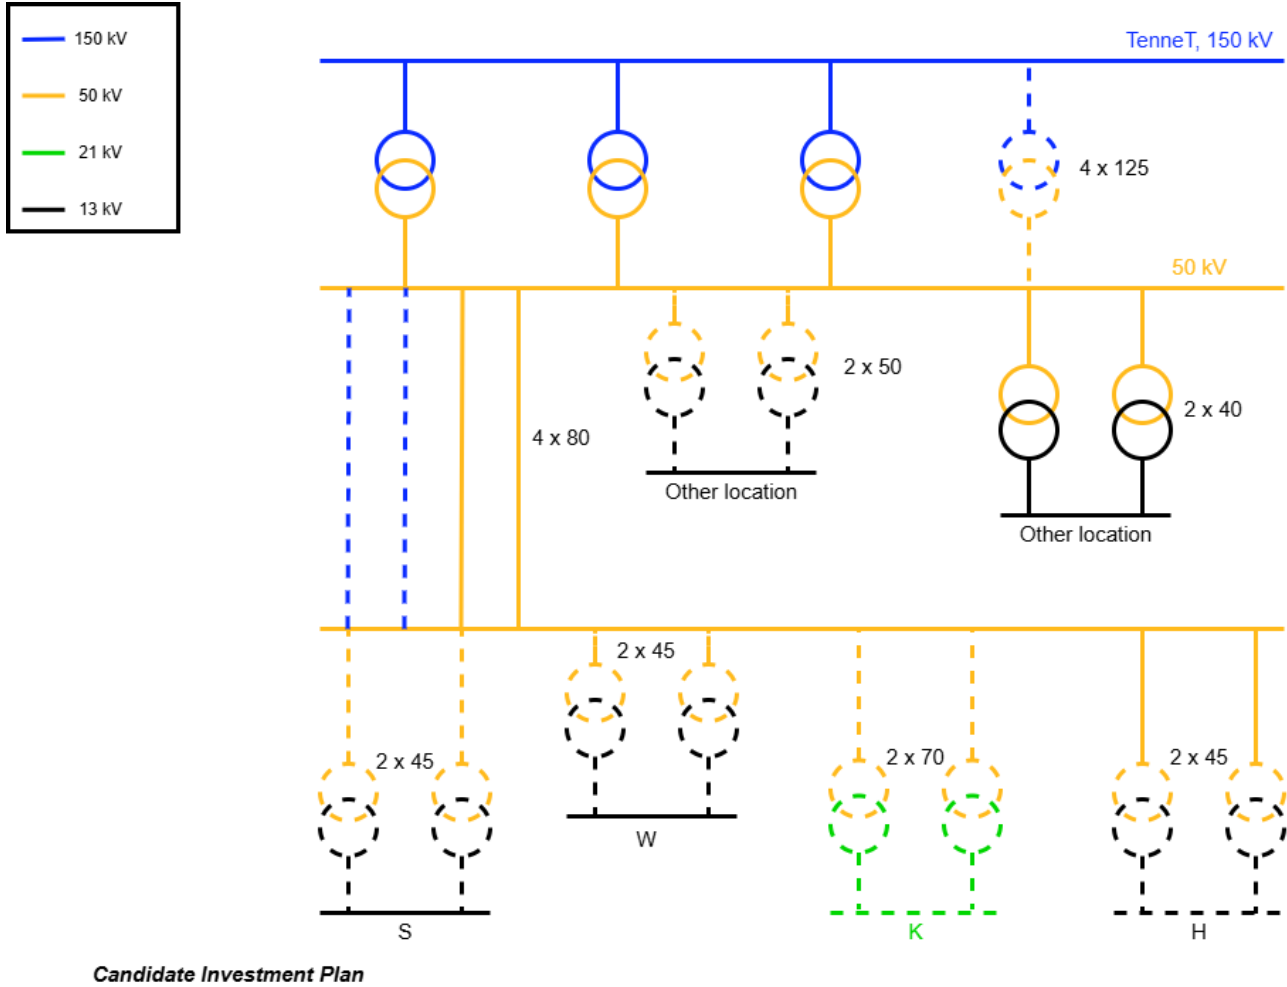 150 kV
50 kV
21 kV
13 kV
TenneT, 150 kV
4 x 125
50 kV
2 x 50
2 x 40
4 x 80
Other location
Other location
2 x 45
2 x 45
2 x 70
2 x 45
W
S
K
H
Candidate Investment Plan